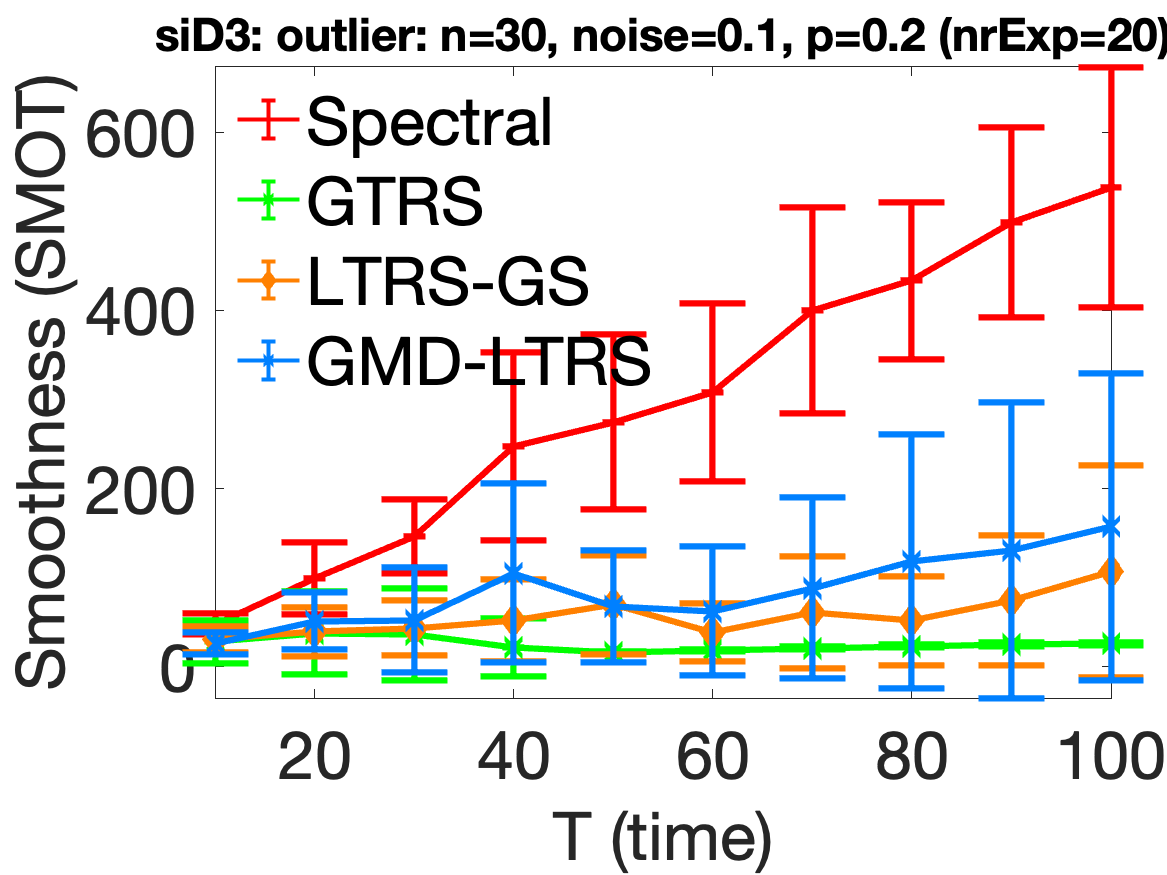 siD3: outlier: n=30, noise=0.1, p=0.2 (nrExp=20)
Smoothness (SMOT)
600
400
200
0
Spectral
GTRS
LTRS-GS
GMD-LTRS
20 40 60 80 100
T (time)